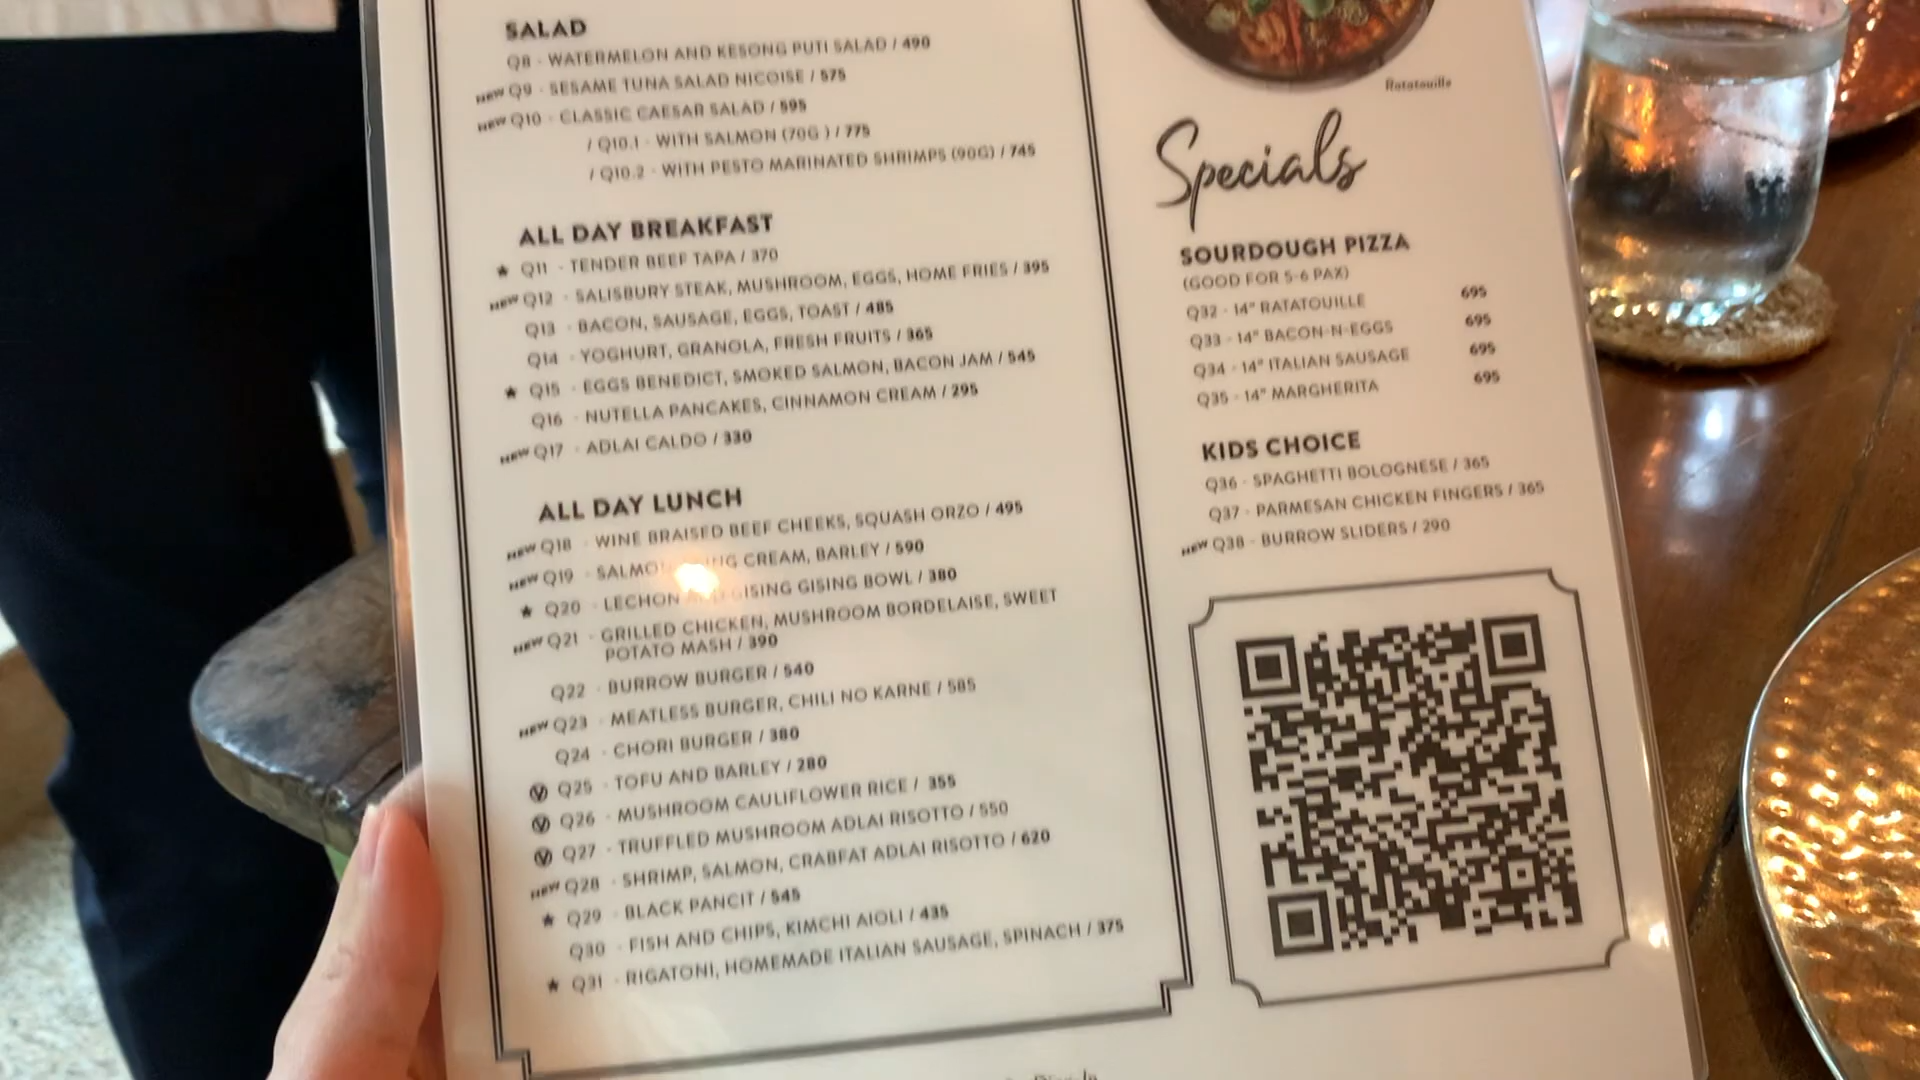 SALAD
Q8 - WATERMELON AND KESONG PUTI SALAD / 490
NEW Q9 - SESAME TUNA SALAD NICOISE / 575
NEW Q10 - CLASSIC CAESAR SALAD / 595
/ Q10.1 - WITH SALMON (70G ) / 775
/ Q10.2 - WITH PESTO MARINATED SHRIMPS (90G) / 745
ALL DAY BREAKFAST
★ Q11 - TENDER BEEF TAPA / 370
NEW Q12 - SALISBURY STEAK, MUSHROOM, EGGS, HOME FRIES / 395
Q13 - BACON, SAUSAGE, EGGS, TOAST / 485
Q14 - YOGHURT, GRANOLA, FRESH FRUITS / 365
★ Q15 - EGGS BENEDICT, SMOKED SALMON, BACON JAM / 545
Q16 - NUTELLA PANCAKES, CINNAMON CREAM / 295
NEW Q17 - ADLAI CALDO / 330
ALL DAY LUNCH
NEW Q18 - WINE BRAISED BEEF CHEEKS, SQUASH ORZO / 495
NEW Q19 - CREAM, BARLEY / 590
★ Q20 - LECHON GISING GISING BOWL / 380
NEW Q21 - GRILLED CHICKEN, MUSHROOM BORDELAISE, SWEET
POTATO MASH / 390
Q22 - BURROW BURGER / 540
NEW Q23 - MEATLESS BURGER, CHILI NO KARNE / 585
Q24 - CHORI BURGER / 380
V Q25 - TOFU AND BARLEY / 280
V Q26 - MUSHROOM CAULIFLOWER RICE / 355
V Q27 - TRUFFLED MUSHROOM ADLAI RISOTTO / 550
NEW Q28 - SHRIMP, SALMON, CRABFAT ADLAI RISOTTO / 620
★ Q29 - BLACK PANCIT / 545
Q30 - FISH AND CHIPS, KIMCHI AIOLI / 435
★ Q31 - RIGATONI, HOMEMADE ITALIAN SAUSAGE, SPINACH / 375
Ratatouille
Specials
SOURDOUGH PIZZA
(GOOD FOR 5-6 PAX)
Q32 - 14" RATATOUILLE 695
Q33 - 14" BACON-N-EGGS 695
Q34 - 14" ITALIAN SAUSAGE 695
Q35 - 14" MARGHERITA 695
KIDS CHOICE
Q36 - SPAGHETTI BOLOGNESE / 365
Q37 - PARMESAN CHICKEN FINGERS / 365
NEW Q38 - BURROW SLIDERS / 290